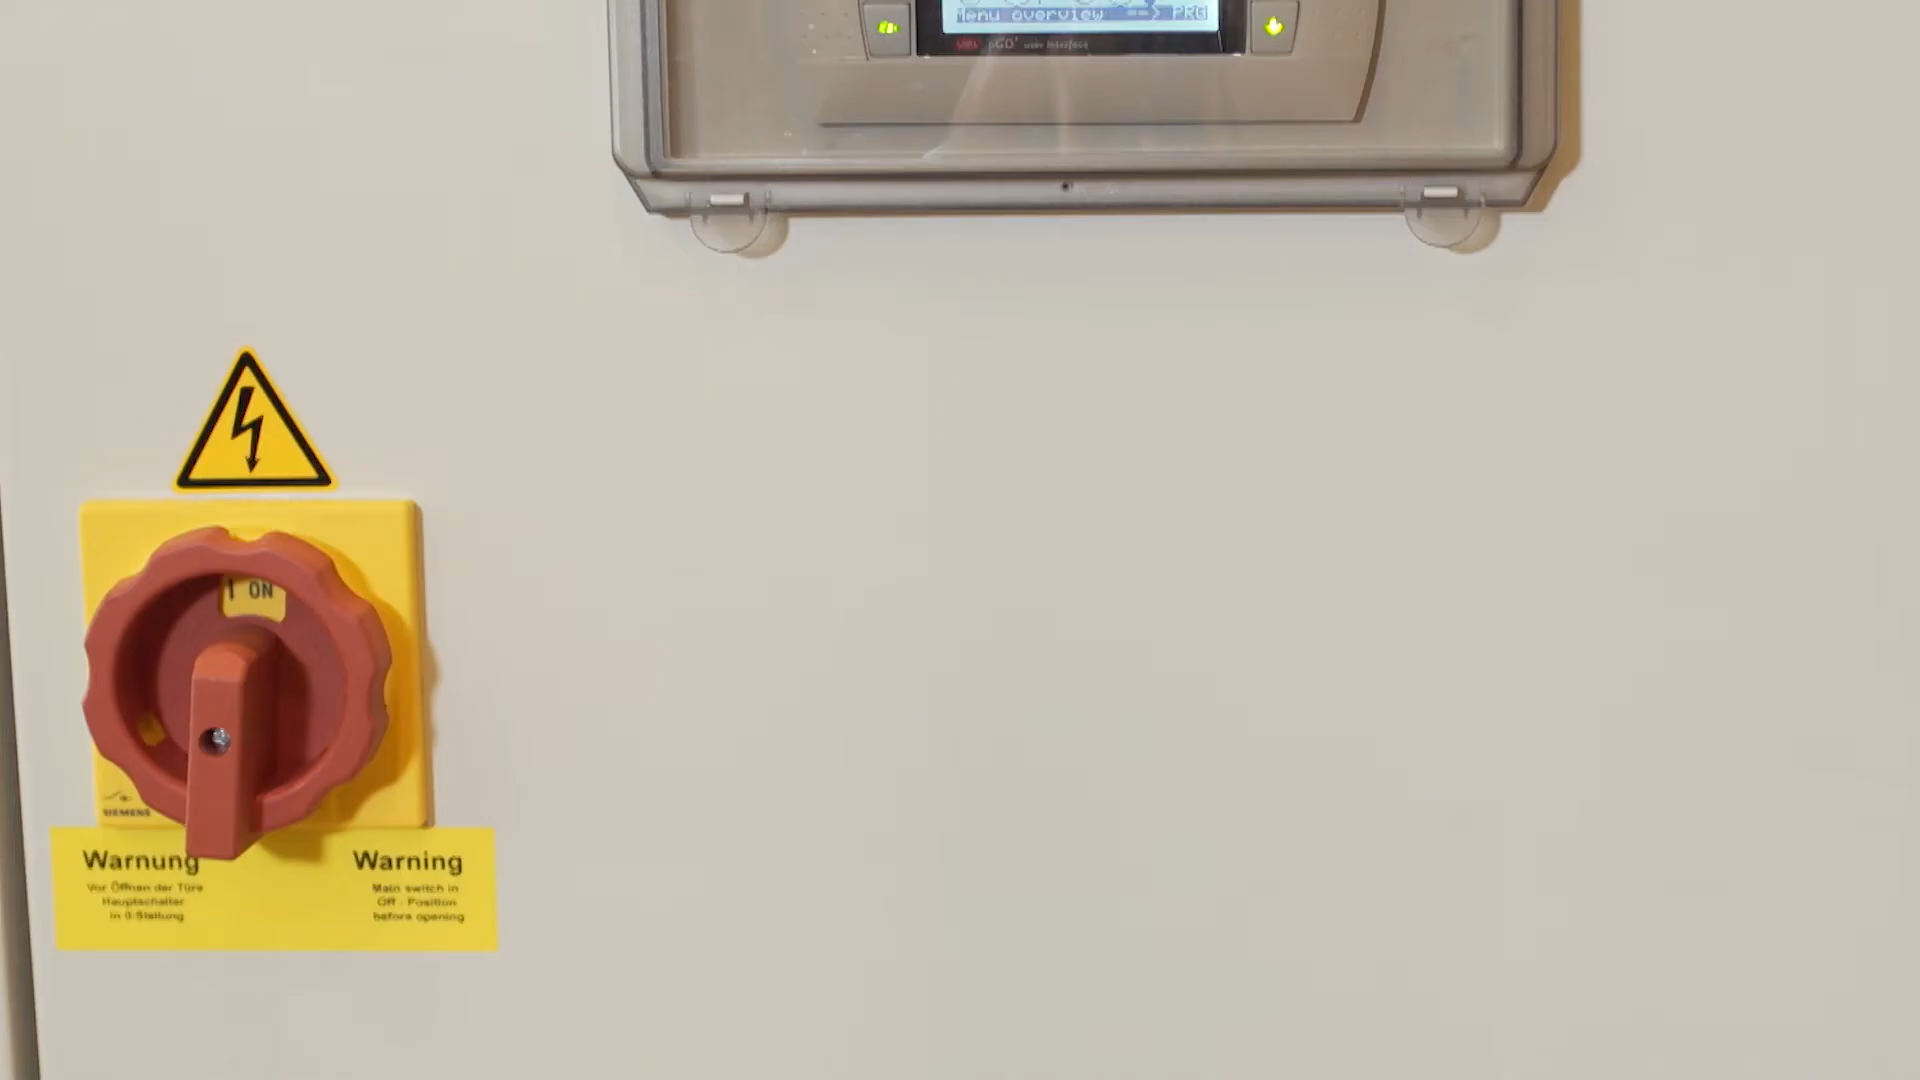 Menu overview --> PRG
CAREL pGD¹ user interface
I ON
SIEMENS
Warnung
Vor Öffnen der Türe
Hauptschalter
in 0-Stellung
Warning
Main switch in
Off - Position
before opening